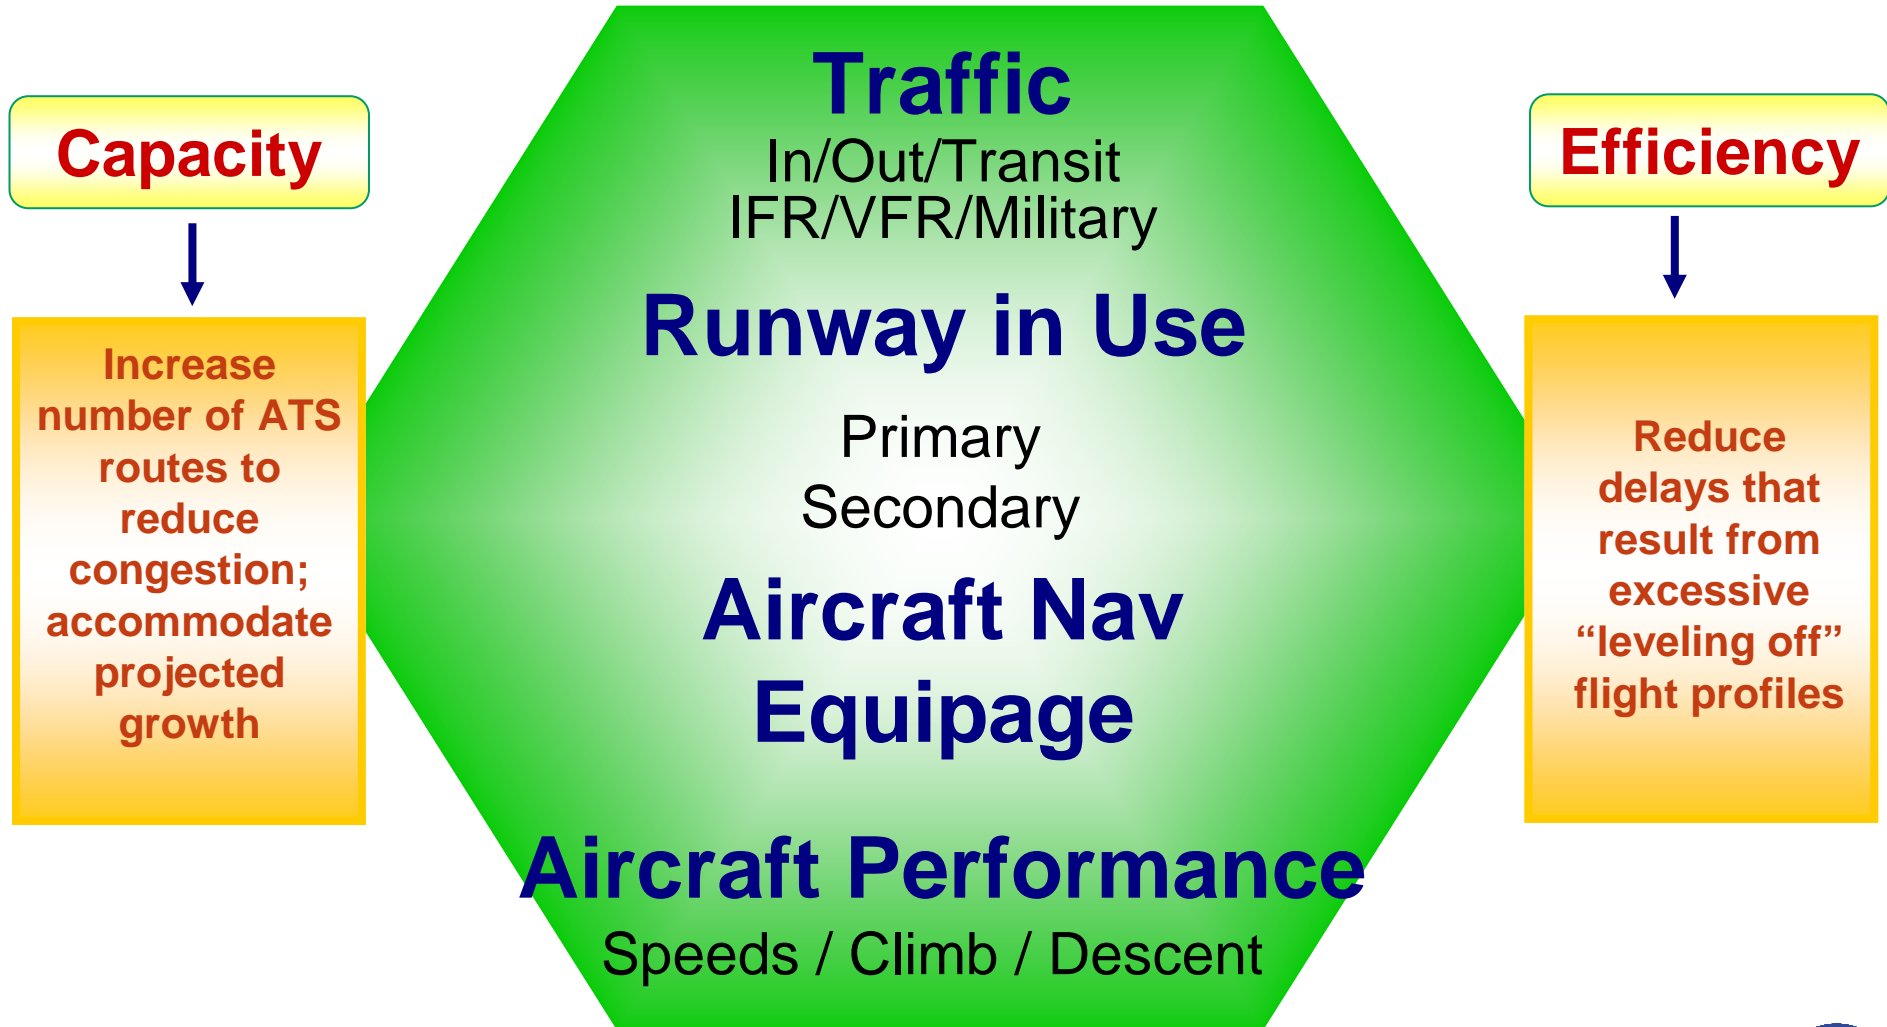 Capacity
Increase
number of ATS
routes to
reduce
congestion;
accommodate
projected
growth
Traffic
In/Out/Transit
IFR/VFR/Military
Runway in Use
Primary
Secondary
Aircraft Nav
Equipage
Aircraft Performance
Speeds / Climb / Descent
Efficiency
Reduce
delays that
result from
excessive
“leveling off”
flight profiles